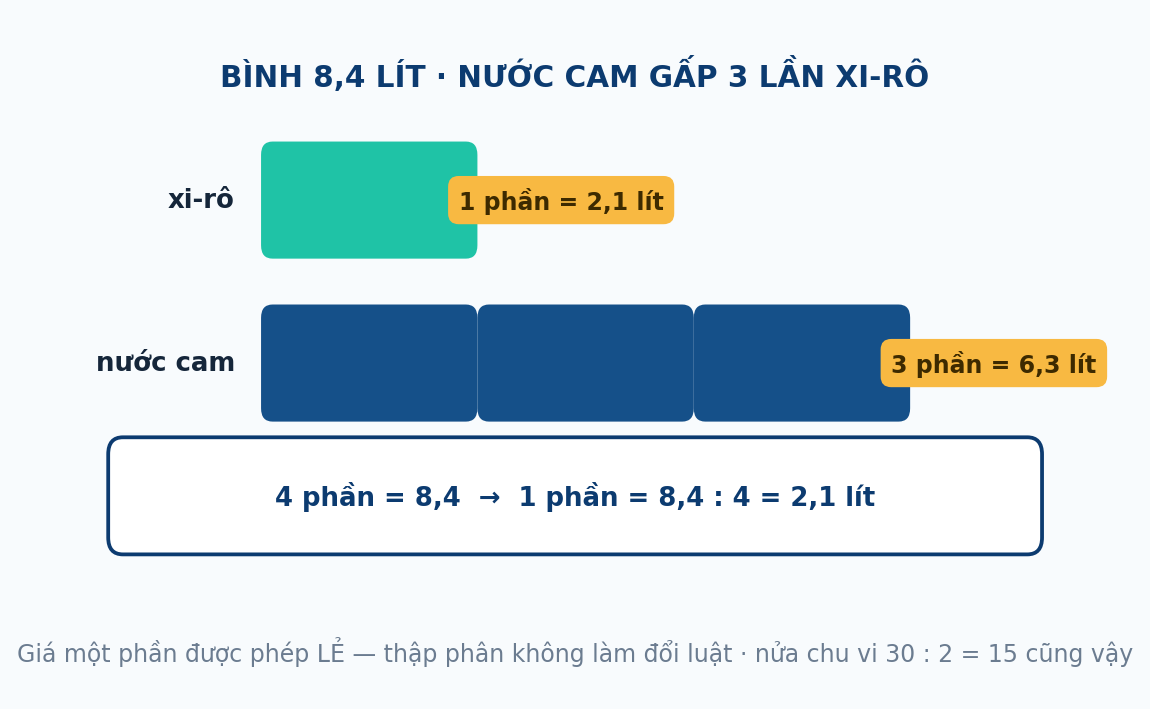 BÌNH 8,4 LÍT · NƯỚC CAM GẤP 3 LẦN XI-RÔ
xi-rô
1 phần = 2,1 lít
nước cam
3 phần = 6,3 lít
4 phần = 8,4 → 1 phần = 8,4 : 4 = 2,1 lít
Giá một phần được phép LẺ — thập phân không làm đổi luật · nửa chu vi 30 : 2 = 15 cũng vậy